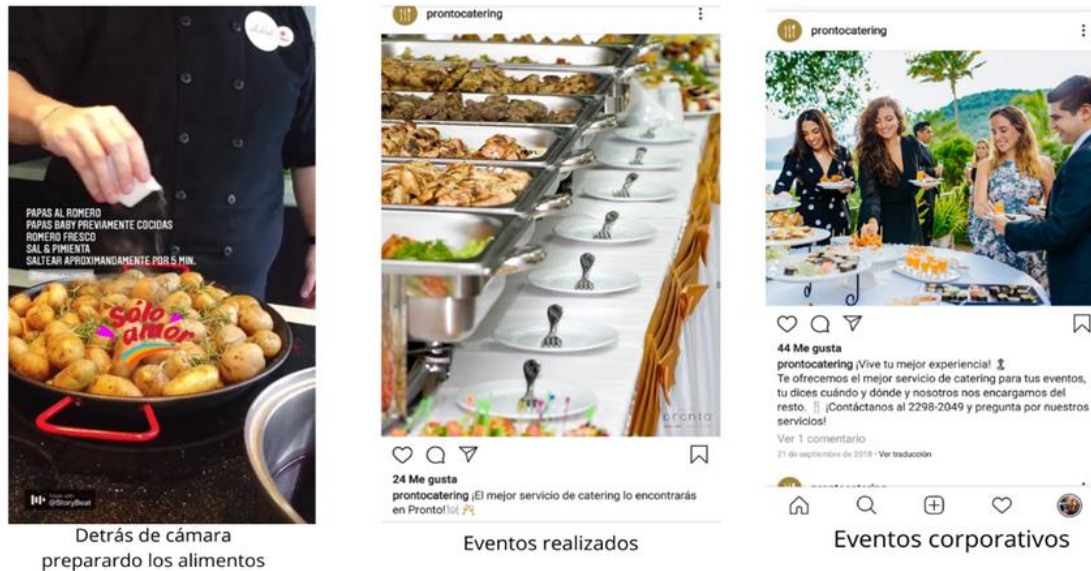 PAPAS AL ROMERO
PAPAS BABY PREVIAMENTE COCIDAS
ROMERO FRESCO
SAL & PIMIENTA
SALTEAR APROXIMANDAMENTE POR 5 MIN.
Sólo
amor
Made with
@StoryBeat
Detrás de cámara
preparardo los alimentos
prontocatering
pronto
24 Me gusta
prontocatering ¡El mejor servicio de catering lo encontrarás
en Pronto!
Eventos realizados
prontocatering
44 Me gusta
prontocatering ¡Vive tu mejor experiencia!
Te ofrecemos el mejor servicio de catering para tus eventos,
tu dices cuándo y dónde y nosotros nos encargamos del
resto. ¡Contáctanos al 2298-2049 y pregunta por nuestros
servicios!
Ver 1 comentario
21 de septiembre de 2018 • Ver traducción
Eventos corporativos